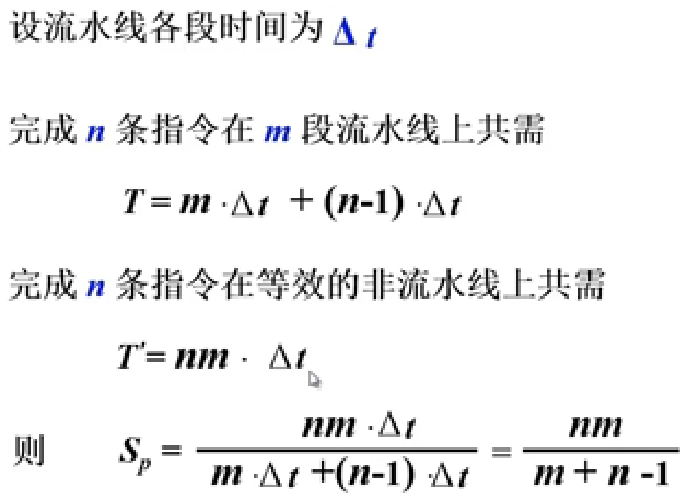 设流水线各段时间为 Δ t
完成 n 条指令在 m 段流水线上共需
T = m ·Δt + (n-1) ·Δt
完成 n 条指令在等效的非流水线上共需
T′= nm · Δt
则 Sp = nm ·Δt / m ·Δt +(n-1) ·Δt = nm / m + n -1